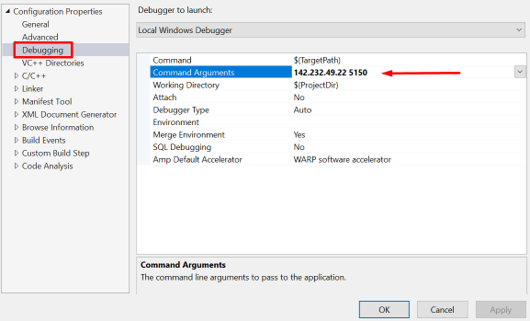 Configuration Properties
General
Advanced
Debugging
VC++ Directories
C/C++
Linker
Manifest Tool
XML Document Generator
Browse Information
Build Events
Custom Build Step
Code Analysis
Debugger to launch:
Local Windows Debugger
Command $(TargetPath)
Command Arguments 142.232.49.22 5150
Working Directory $(ProjectDir)
Attach No
Debugger Type Auto
Environment
Merge Environment Yes
SQL Debugging No
Amp Default Accelerator WARP software accelerator
Command Arguments
The command line arguments to pass to the application.
OK Cancel Apply